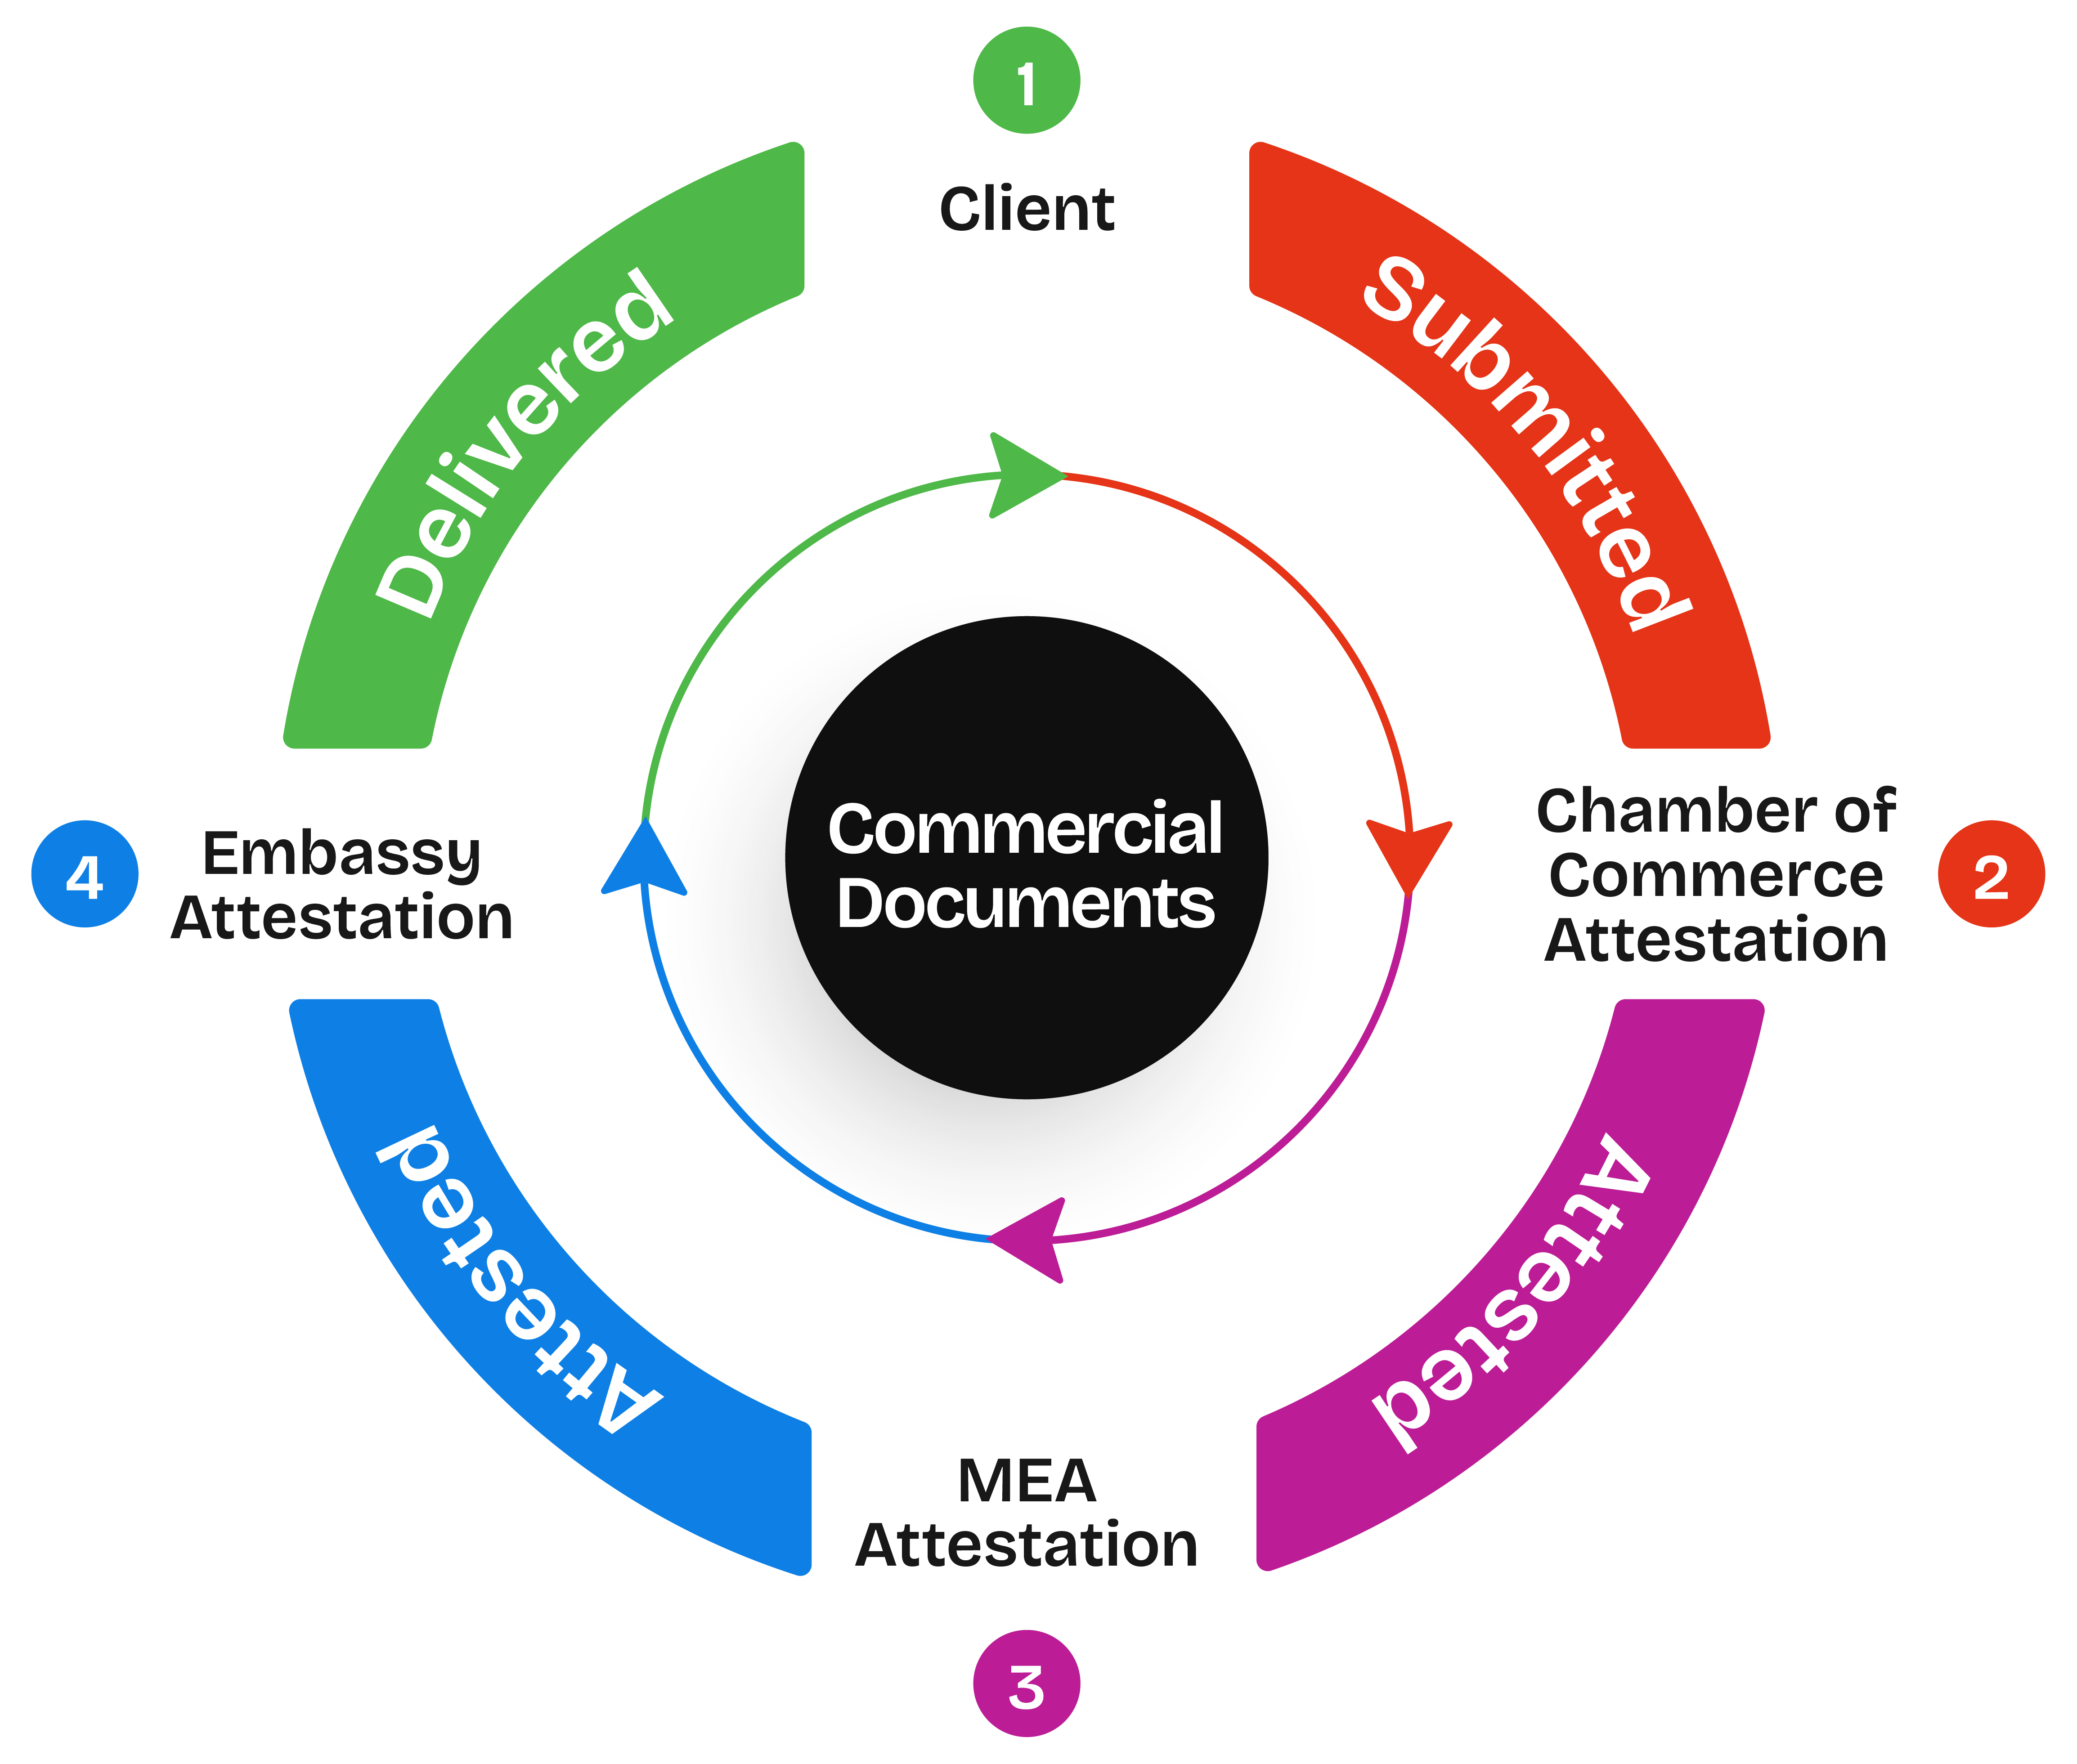 1
Client
Submitted
Chamber of
Commerce
Attestation
2
Attested
MEA
Attestation
3
Attested
Embassy
Attestation
4
Delivered
Commercial
Documents